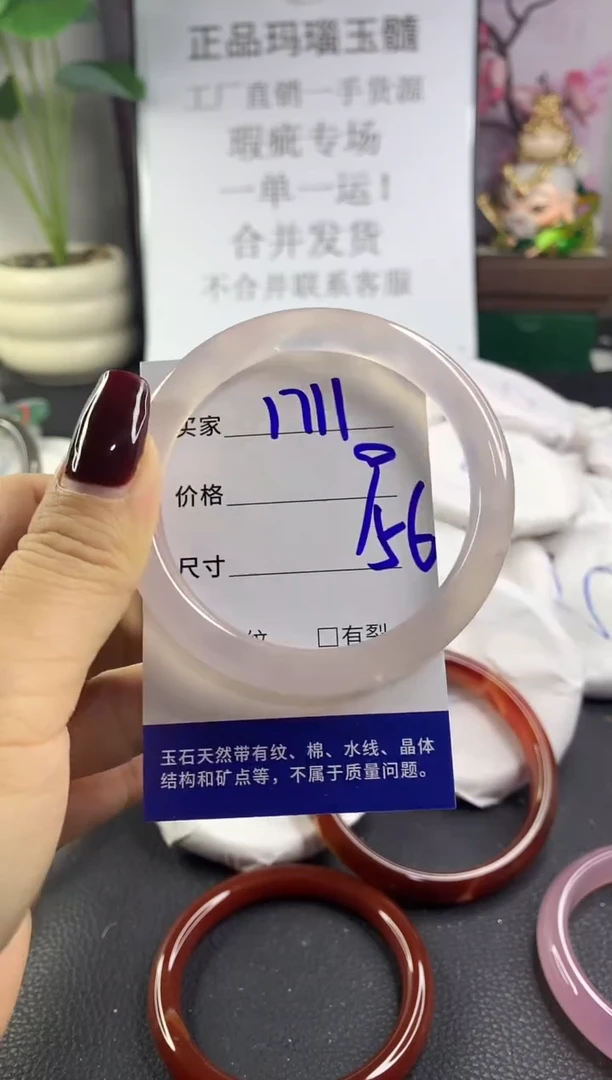 正品玛瑙玉髓
工厂直销一手货源
瑕疵专场
一单一运!
合并发货
不合并联系客服
买家 1711
价格
尺寸 56
纹 □有裂
玉石天然带有纹、棉、水线、晶体
结构和矿点等，不属于质量问题。